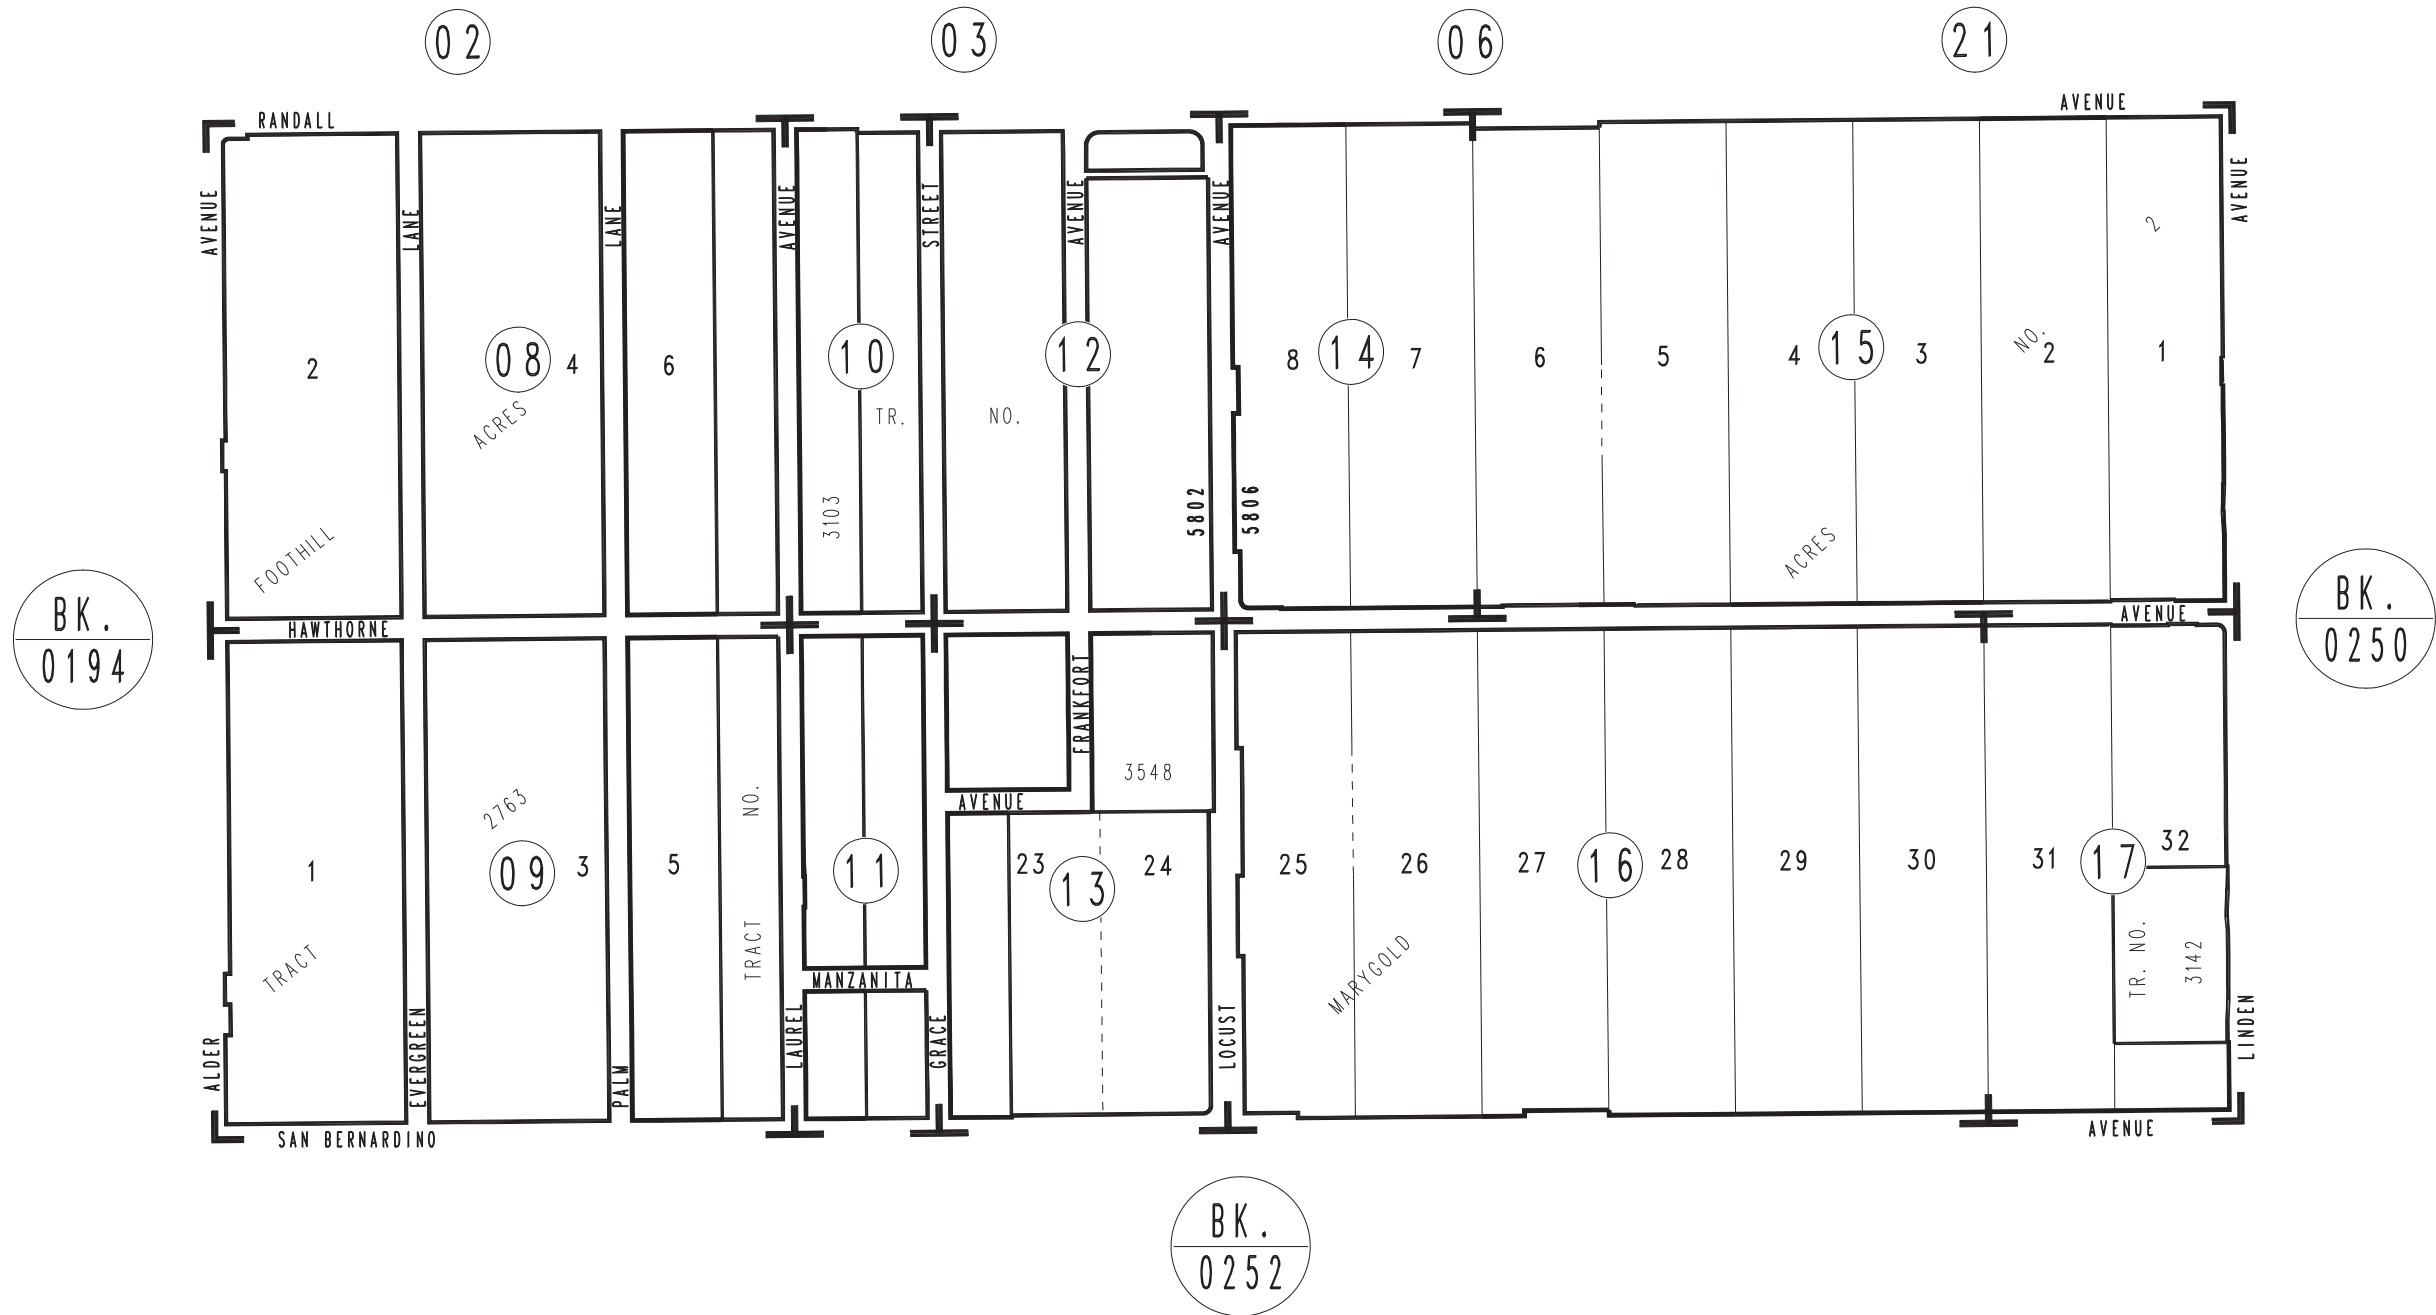 02
03
06
21
RANDALL
AVENUE
AVENUE
LANE
LANE
AVENUE
STREET
AVENUE
AVENUE
AVENUE
2
08
4
6
10
12
8
14
7
6
5
4
15
3
2
1
NO.
2
ACRES
TR.
NO.
3103
5802
5806
FOOTHILL
ACRES
BK.
0194
BK.
0250
HAWTHORNE
AVENUE
FRANKFORT
3548
AVENUE
2763
NO.
1
09
3
5
11
23
13
24
25
26
27
16
28
29
30
31
17
32
TRACT
TRACT
MANZANITA
MARYGOLD
TR. NO.
3142
ALDER
EVERGREEN
PALM
LAUREL
GRACE
LOCUST
LINDEN
SAN BERNARDINO
AVENUE
BK.
0252